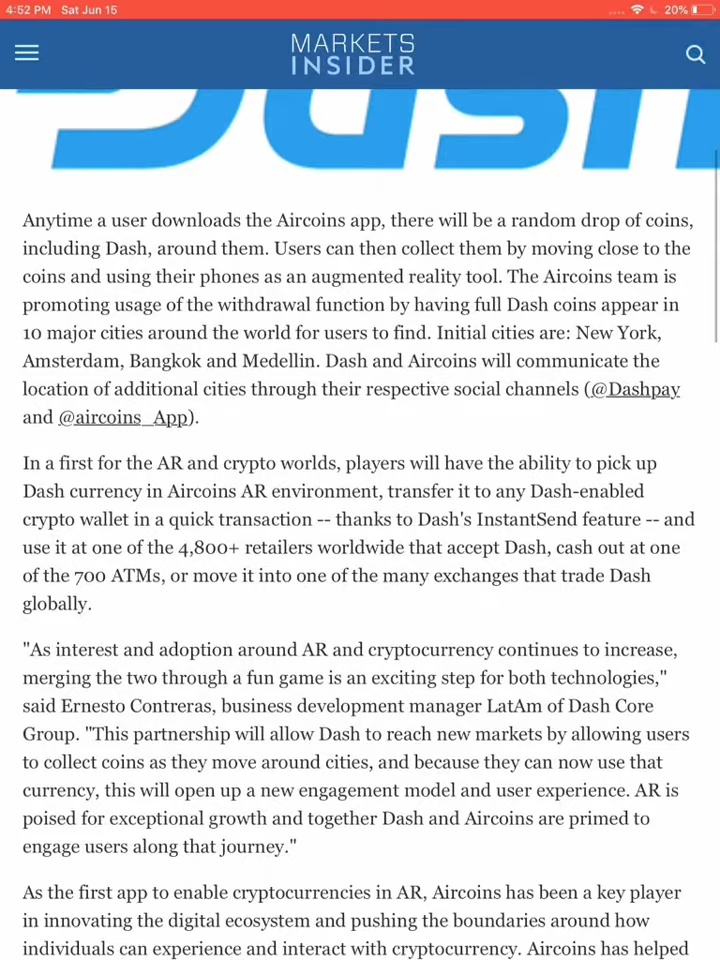 4:52 PM Sat Jun 15
20%
MARKETS
INSIDER
Dash
Anytime a user downloads the Aircoins app, there will be a random drop of coins,
including Dash, around them. Users can then collect them by moving close to the
coins and using their phones as an augmented reality tool. The Aircoins team is
promoting usage of the withdrawal function by having full Dash coins appear in
10 major cities around the world for users to find. Initial cities are: New York,
Amsterdam, Bangkok and Medellin. Dash and Aircoins will communicate the
location of additional cities through their respective social channels (@Dashpay
and @aircoins_App).
In a first for the AR and crypto worlds, players will have the ability to pick up
Dash currency in Aircoins AR environment, transfer it to any Dash-enabled
crypto wallet in a quick transaction -- thanks to Dash's InstantSend feature -- and
use it at one of the 4,800+ retailers worldwide that accept Dash, cash out at one
of the 700 ATMs, or move it into one of the many exchanges that trade Dash
globally.
"As interest and adoption around AR and cryptocurrency continues to increase,
merging the two through a fun game is an exciting step for both technologies,"
said Ernesto Contreras, business development manager LatAm of Dash Core
Group. "This partnership will allow Dash to reach new markets by allowing users
to collect coins as they move around cities, and because they can now use that
currency, this will open up a new engagement model and user experience. AR is
poised for exceptional growth and together Dash and Aircoins are primed to
engage users along that journey."
As the first app to enable cryptocurrencies in AR, Aircoins has been a key player
in innovating the digital ecosystem and pushing the boundaries around how
individuals can experience and interact with cryptocurrency. Aircoins has helped